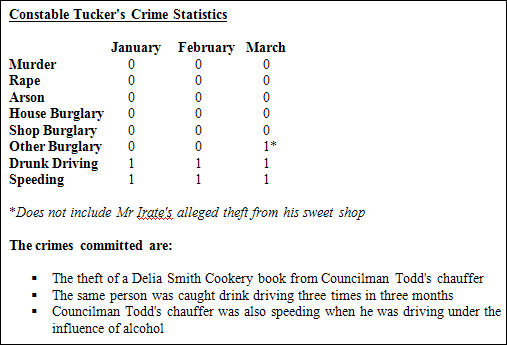 Constable Tucker's Crime Statistics
January February March
Murder 0 0 0
Rape 0 0 0
Arson 0 0 0
House Burglary 0 0 0
Shop Burglary 0 0 0
Other Burglary 0 0 1*
Drunk Driving 1 1 1
Speeding 1 1 1
*Does not include Mr Irate's alleged theft from his sweet shop
The crimes committed are:
▪ The theft of a Delia Smith Cookery book from Councilman Todd's chauffer
▪ The same person was caught drink driving three times in three months
▪ Councilman Todd's chauffer was also speeding when he was driving under the
influence of alcohol